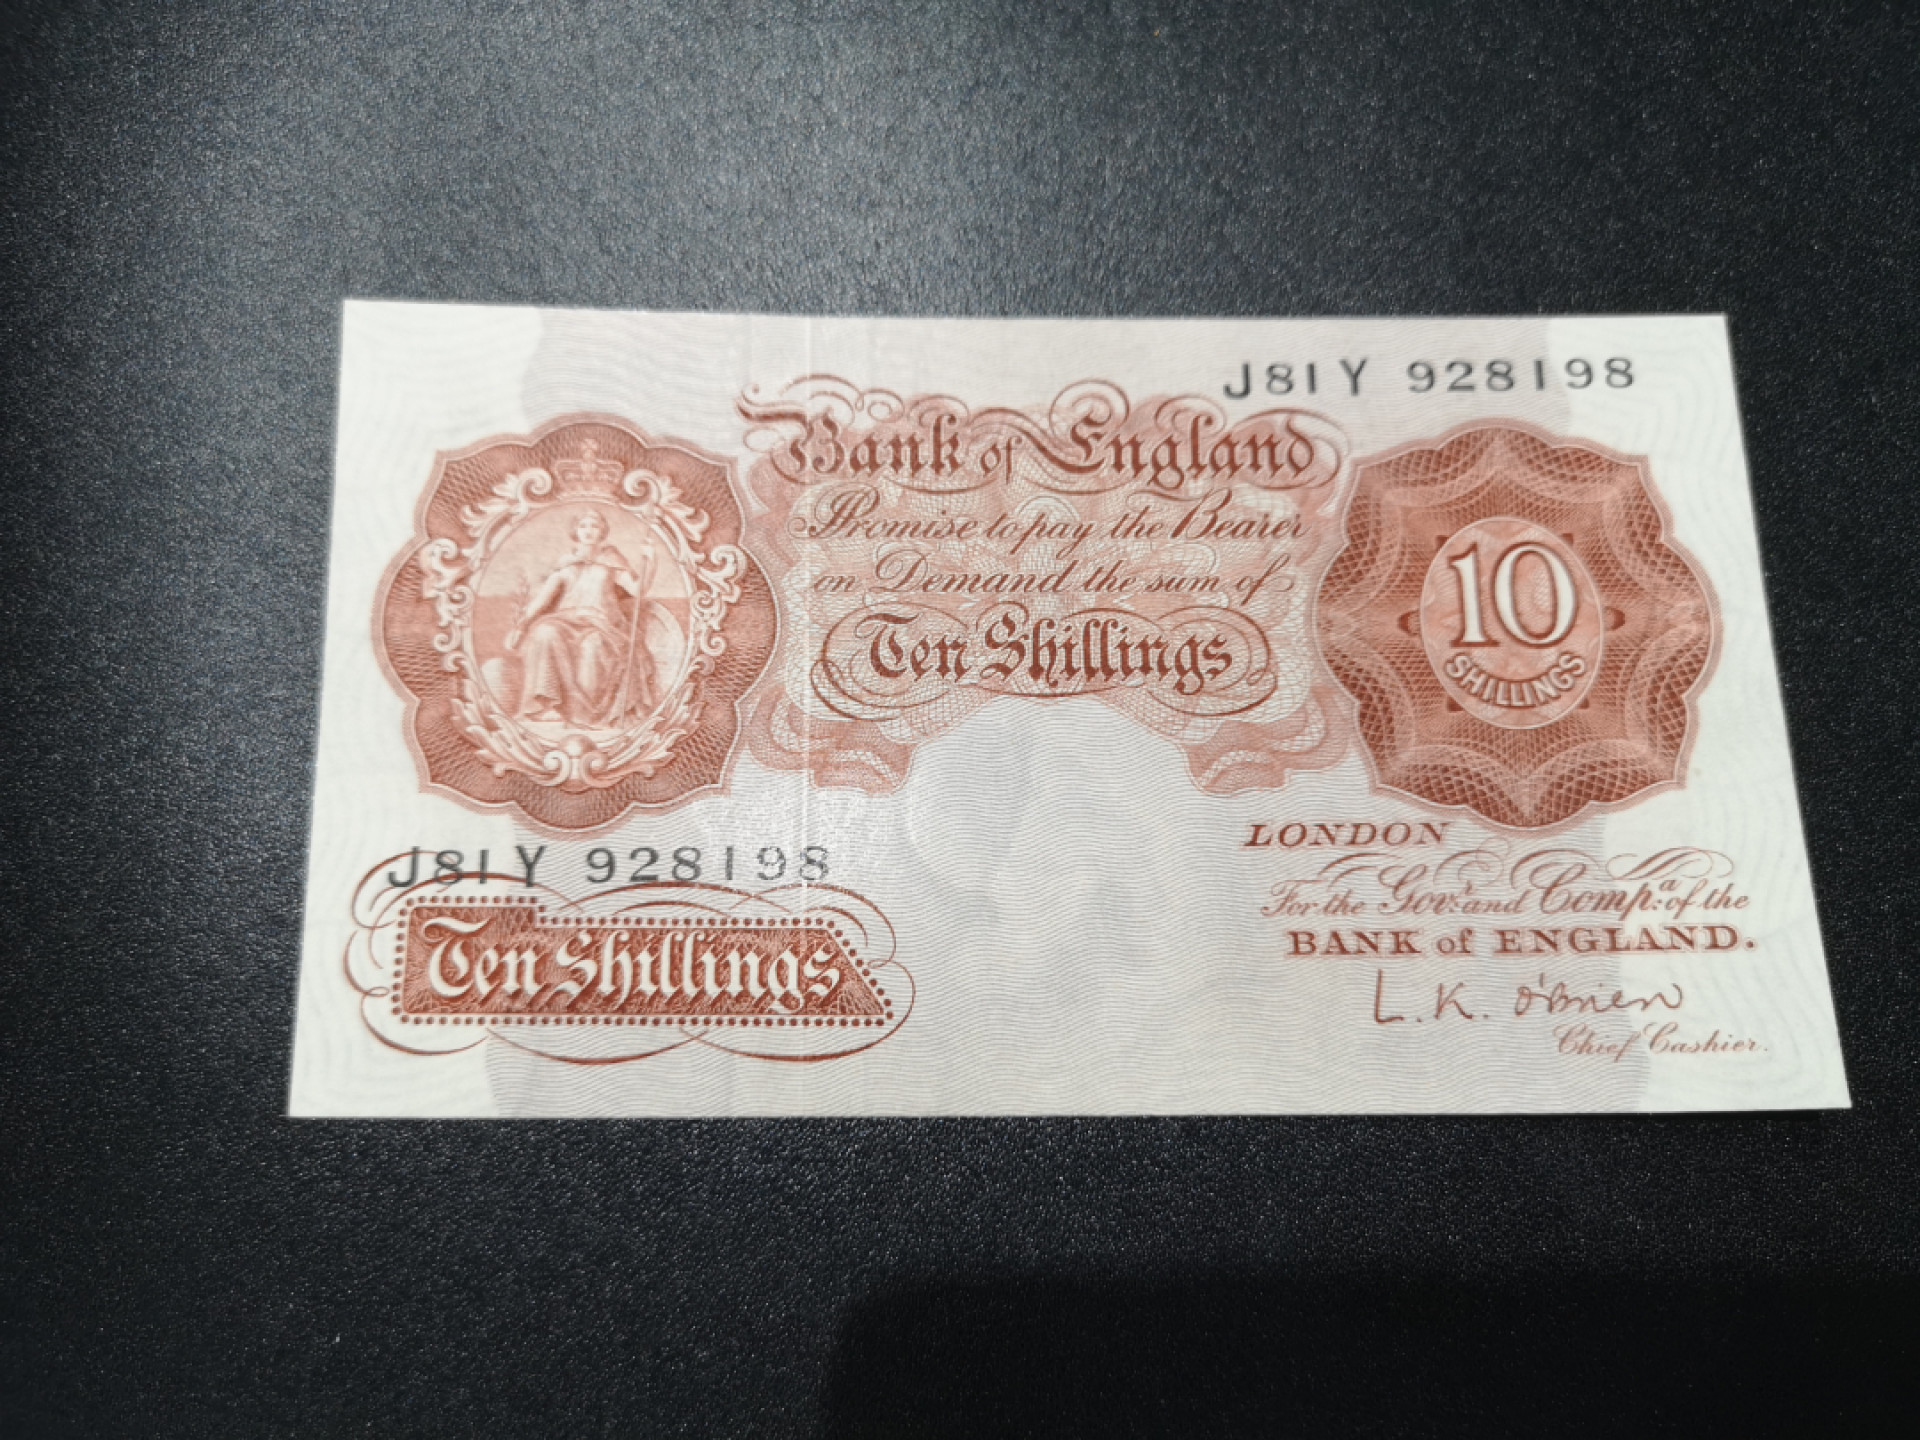 J81Y 928198
Bank of England
Promise to pay the Bearer
on Demand the sum of
Ten Shillings
10
SHILLINGS
J81Y 928198
Ten Shillings
LONDON
For the Govr. and Compa. of the
BANK of ENGLAND.
L.K. O'Brien
Chief Cashier.